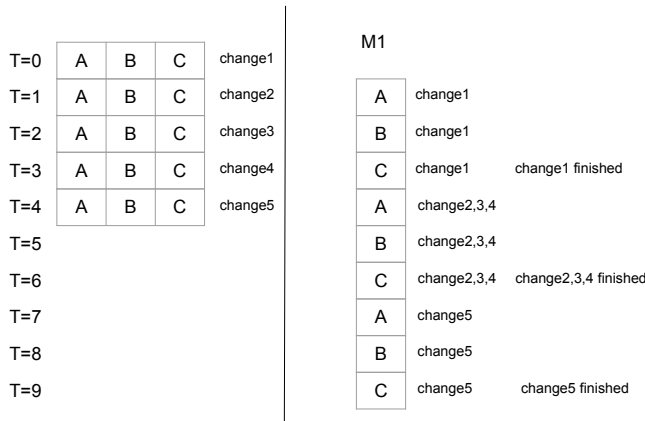 M1
T=0 A B C change1
T=1 A B C change2 A change1
T=2 A B C change3 B change1
T=3 A B C change4 C change1 change1 finished
T=4 A B C change5 A change2,3,4
T=5 B change2,3,4
T=6 C change2,3,4 change2,3,4 finished
T=7 A change5
T=8 B change5
T=9 C change5 change5 finished